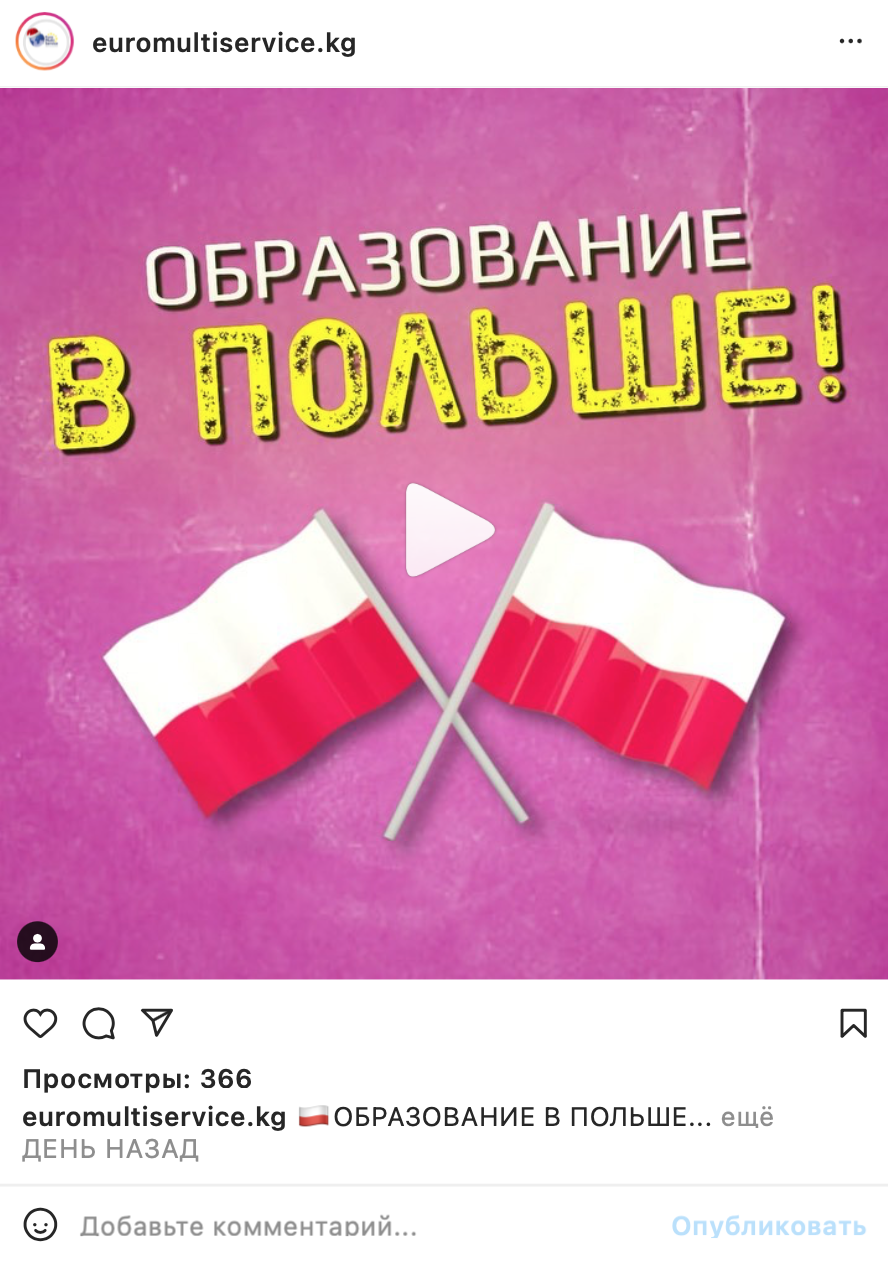 euromultiservice.kg
ОБРАЗОВАНИЕ
В ПОЛЬШЕ!
Просмотры: 366
euromultiservice.kg 🇵🇱ОБРАЗОВАНИЕ В ПОЛЬШЕ... ещё
ДЕНЬ НАЗАД
Добавьте комментарий... Опубликовать